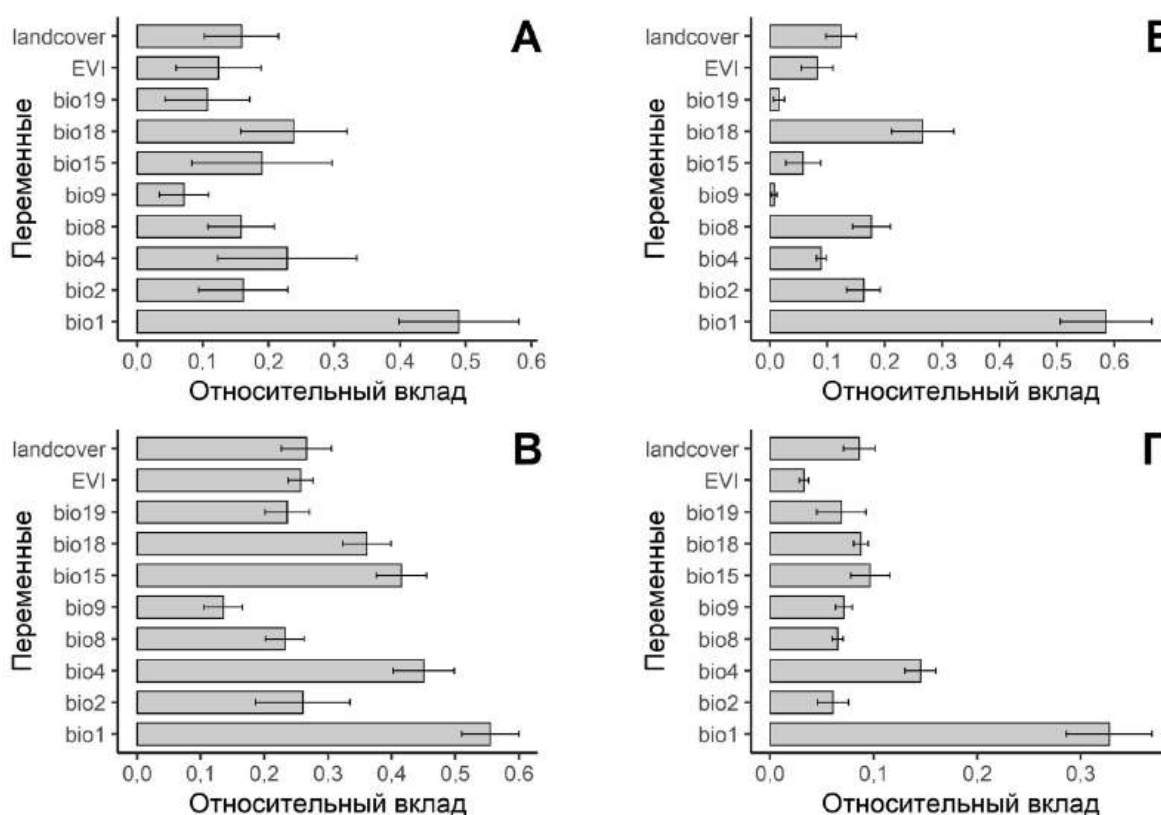 А
Переменные
landcover
EVI
bio19
bio18
bio15
bio9
bio8
bio4
bio2
bio1
0,0 0,1 0,2 0,3 0,4 0,5 0,6
Относительный вклад
Переменные
landcover
EVI
bio19
bio18
bio15
bio9
bio8
bio4
bio2
bio1
0,0 0,1 0,2 0,3 0,4 0,5 0,6
Относительный вклад
В
Переменные
landcover
EVI
bio19
bio18
bio15
bio9
bio8
bio4
bio2
bio1
0,0 0,1 0,2 0,3 0,4 0,5 0,6
Относительный вклад
Переменные
landcover
EVI
bio19
bio18
bio15
bio9
bio8
bio4
bio2
bio1
0,0 0,1 0,2 0,3
Относительный вклад